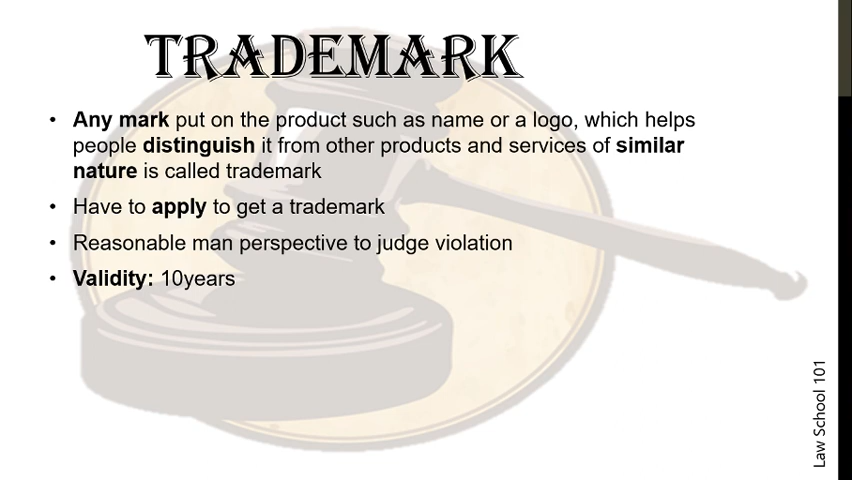 TRADEMARK
• Any mark put on the product such as name or a logo, which helps
people distinguish it from other products and services of similar
nature is called trademark
• Have to apply to get a trademark
• Reasonable man perspective to judge violation
• Validity: 10years
Law School 101